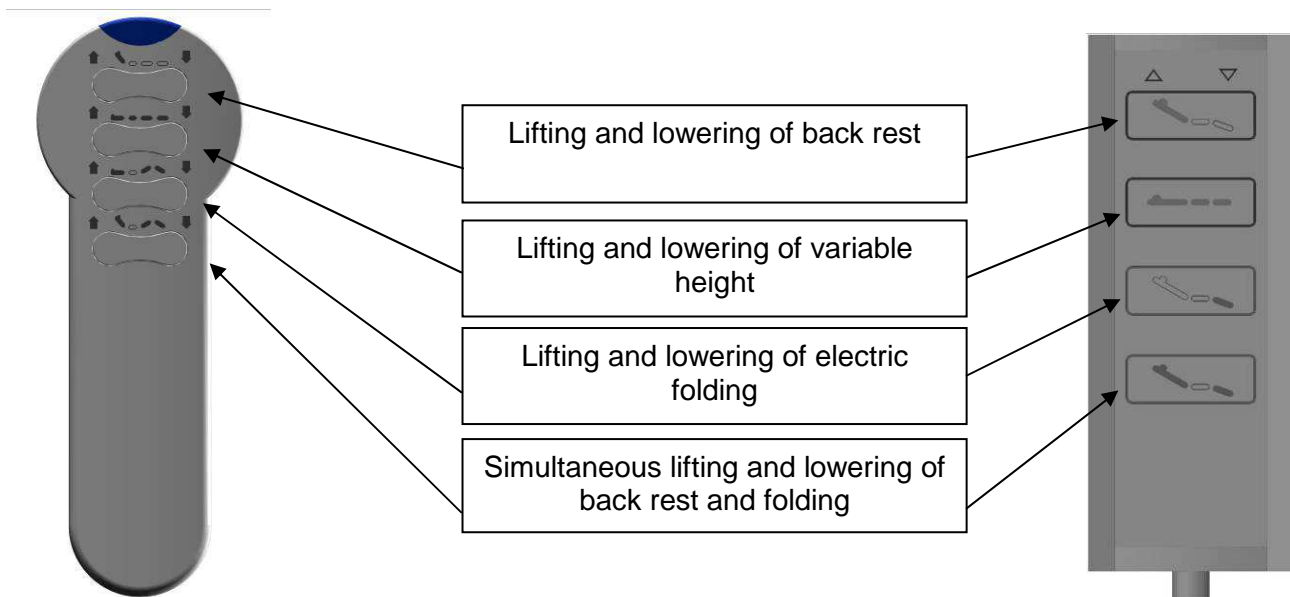 Lifting and lowering of back rest
Lifting and lowering of variable
height
Lifting and lowering of electric
folding
Simultaneous lifting and lowering of
back rest and folding